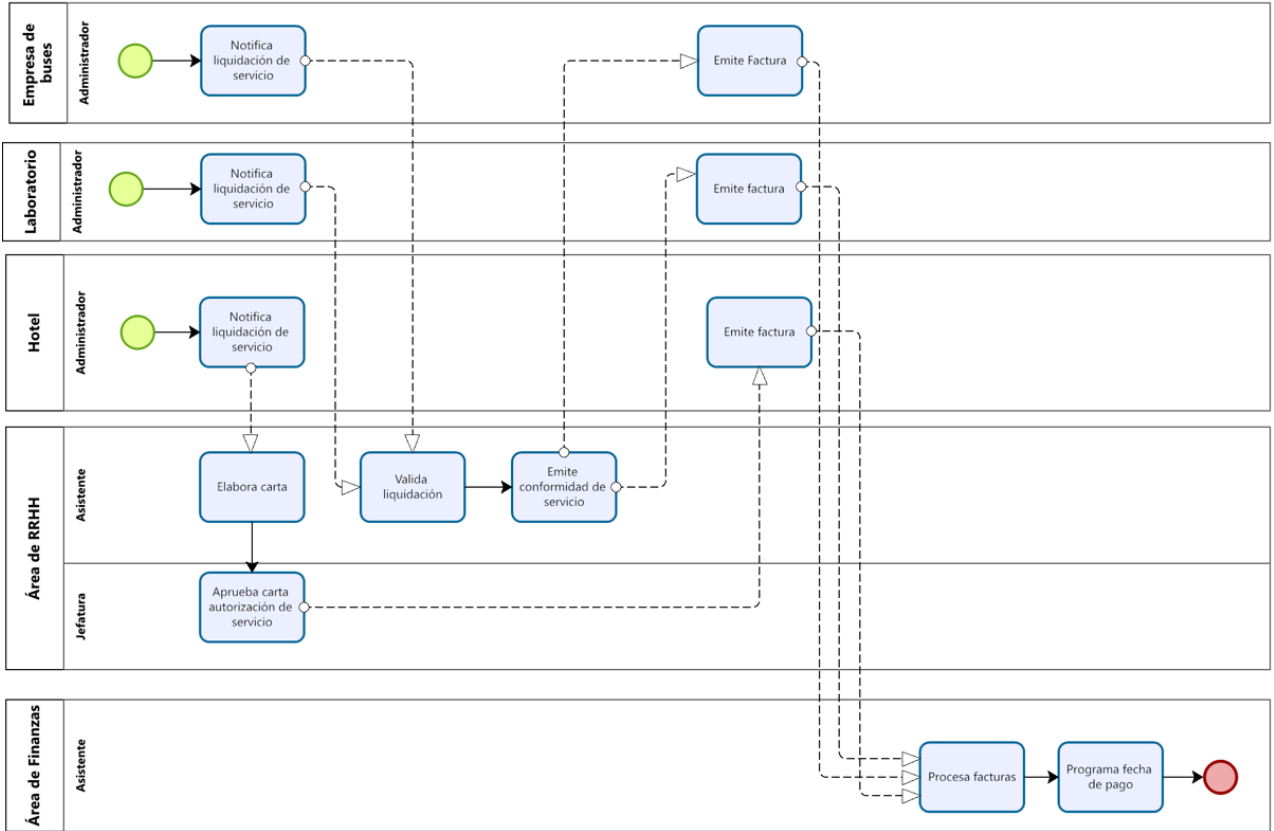 Empresa de
buses
Administrador
Notifica
liquidación de
servicio
Emite Factura
Laboratorio
Administrador
Notifica
liquidación de
servicio
Emite factura
Hotel
Administrador
Notifica
liquidación de
servicio
Emite factura
Área de RRHH
Asistente
Elabora carta
Valida
liquidación
Emite
conformidad de
servicio
Jefatura
Aprueba carta
autorización de
servicio
Área de Finanzas
Asistente
Procesa facturas
Programa fecha
de pago